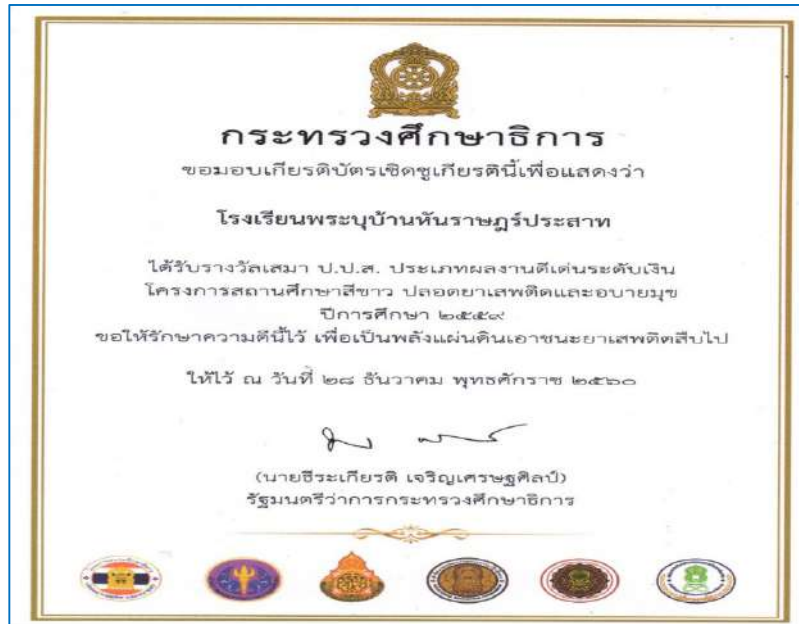 กระทรวงศึกษาธิการ
ขอมอบเกียรติบัตรเชิดชูเกียรตินี้เพื่อแสดงว่า
โรงเรียนพระบุบ้านหันราษฎร์ประสาท
ได้รับรางวัลเสมา ป.ป.ส. ประเภทผลงานดีเด่นระดับเงิน
โครงการสถานศึกษาสีขาว ปลอดยาเสพติดและอบายมุข
ปีการศึกษา ๒๕๕๙
ขอให้รักษาความดีนี้ไว้ เพื่อเป็นพลังแผ่นดินเอาชนะยาเสพติดสืบไป
ให้ไว้ ณ วันที่ ๒๘ ธันวาคม พุทธศักราช ๒๕๖๐
(นายธีระเกียรติ เจริญเศรษฐศิลป์)
รัฐมนตรีว่าการกระทรวงศึกษาธิการ